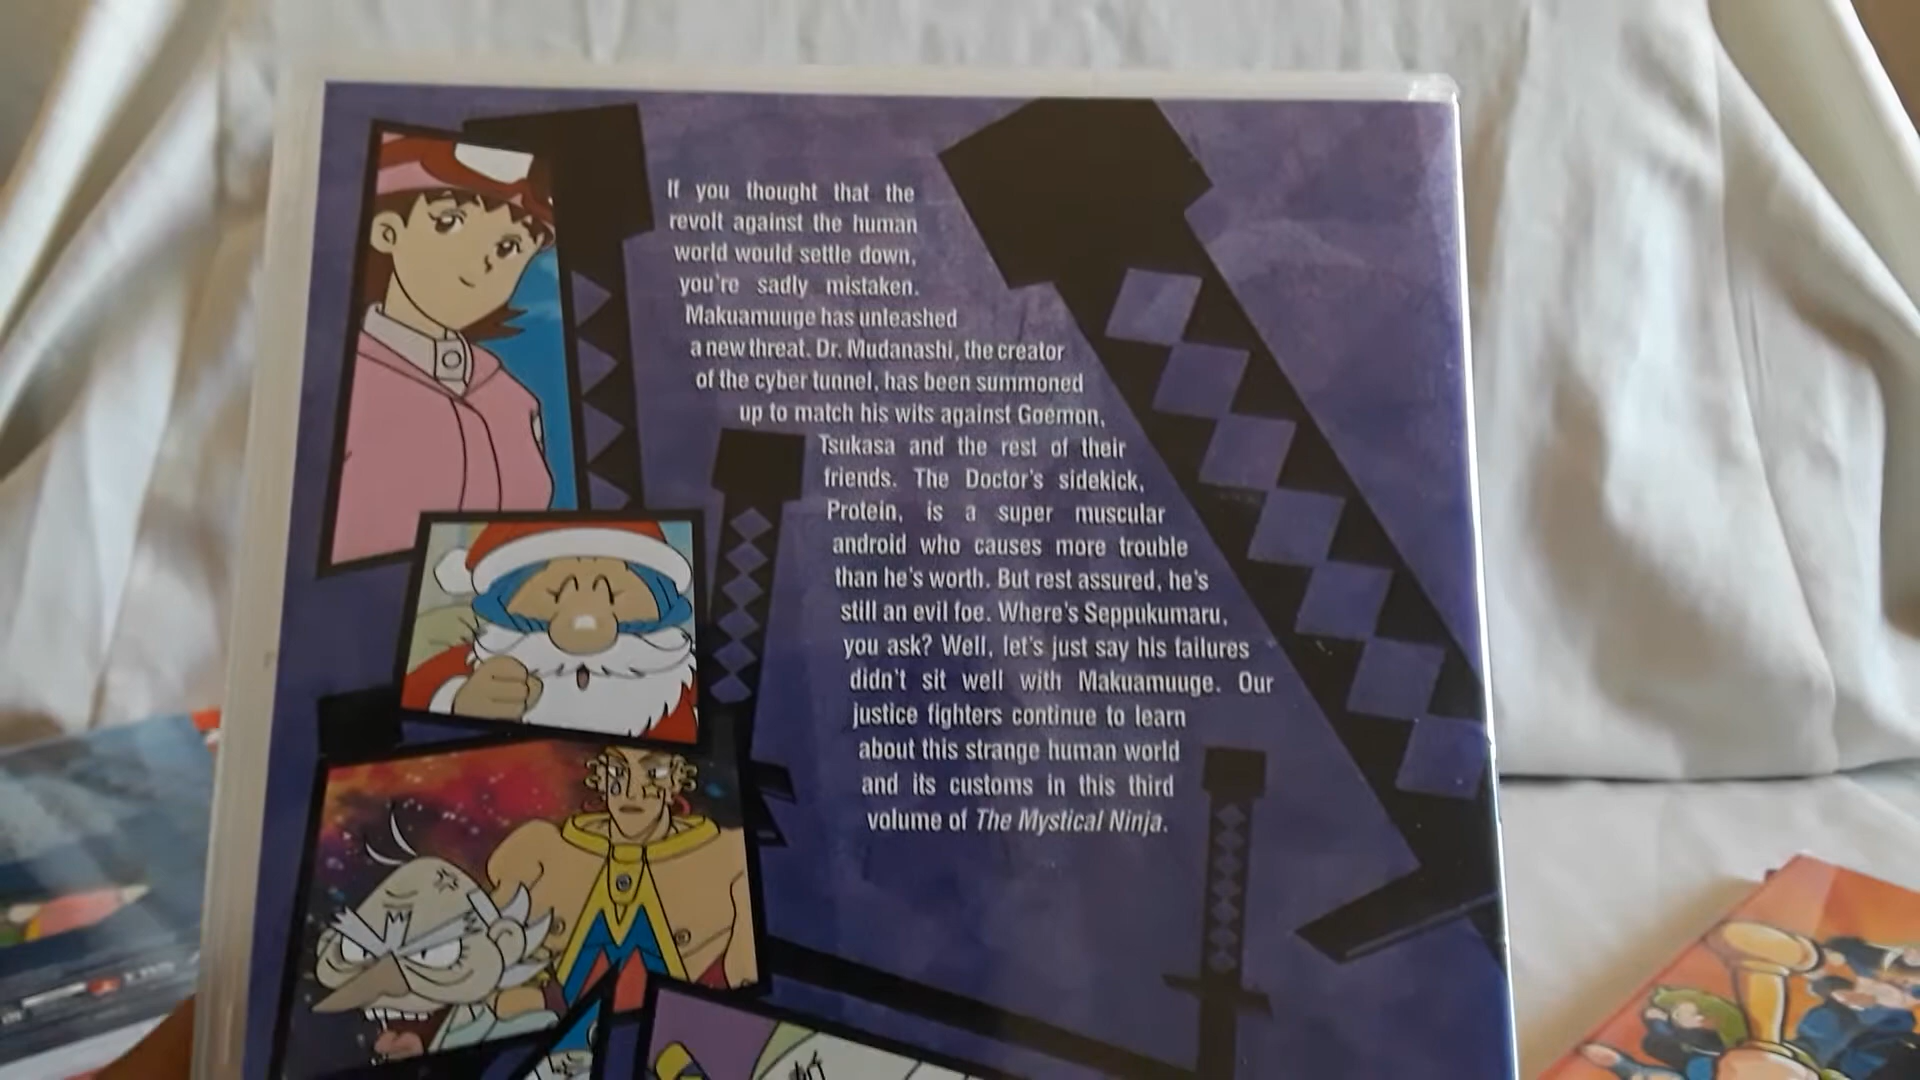 If you thought that the
revolt against the human
world would settle down,
you're sadly mistaken.
Makuamuuge has unleashed
a new threat. Dr. Mudanashi, the creator
of the cyber tunnel, has been summoned
up to match his wits against Goemon,
Tsukasa and the rest of their
friends. The Doctor's sidekick,
Protein, is a super muscular
android who causes more trouble
than he's worth. But rest assured, he's
still an evil foe. Where's Seppukumaru,
you ask? Well, let's just say his failures
didn't sit well with Makuamuuge. Our
justice fighters continue to learn
about this strange human world
and its customs in this third
volume of The Mystical Ninja.